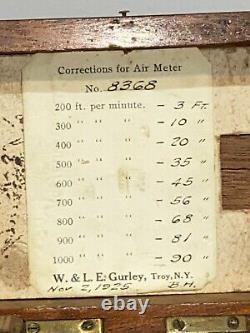 Corrections for Air Meter
No. 8368
200 ft. per minute. – 3 Ft.
300 " " " – 10 "
400 " " " – 20 "
500 " " " – 35 "
600 " " " – 45 "
700 " " " – 56 "
800 " " " – 68 "
900 " " " – 81 "
1000 " " " – 90 "
W. & L. E. Gurley, Troy, N.Y.
Nov 2, 1925 B.H.